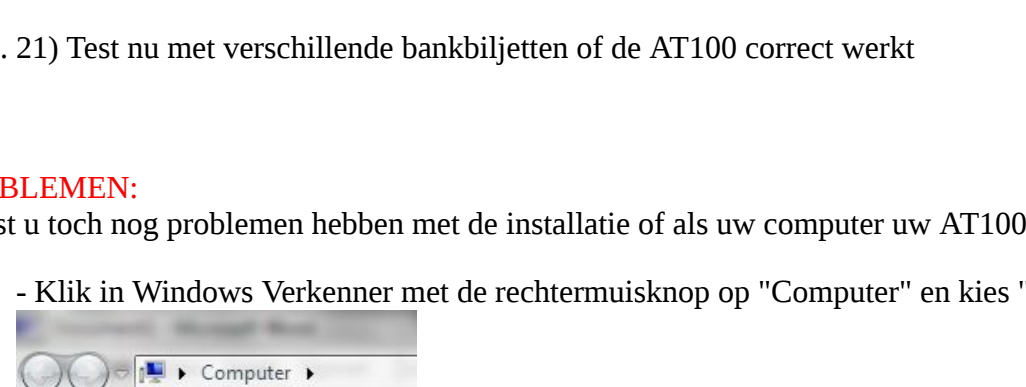 . 21) Test nu met verschillende bankbiljetten of de AT100 correct werkt
BLEMEN:
st u toch nog problemen hebben met de installatie of als uw computer uw AT100
- Klik in Windows Verkenner met de rechtermuisknop op "Computer" en kies "
Computer